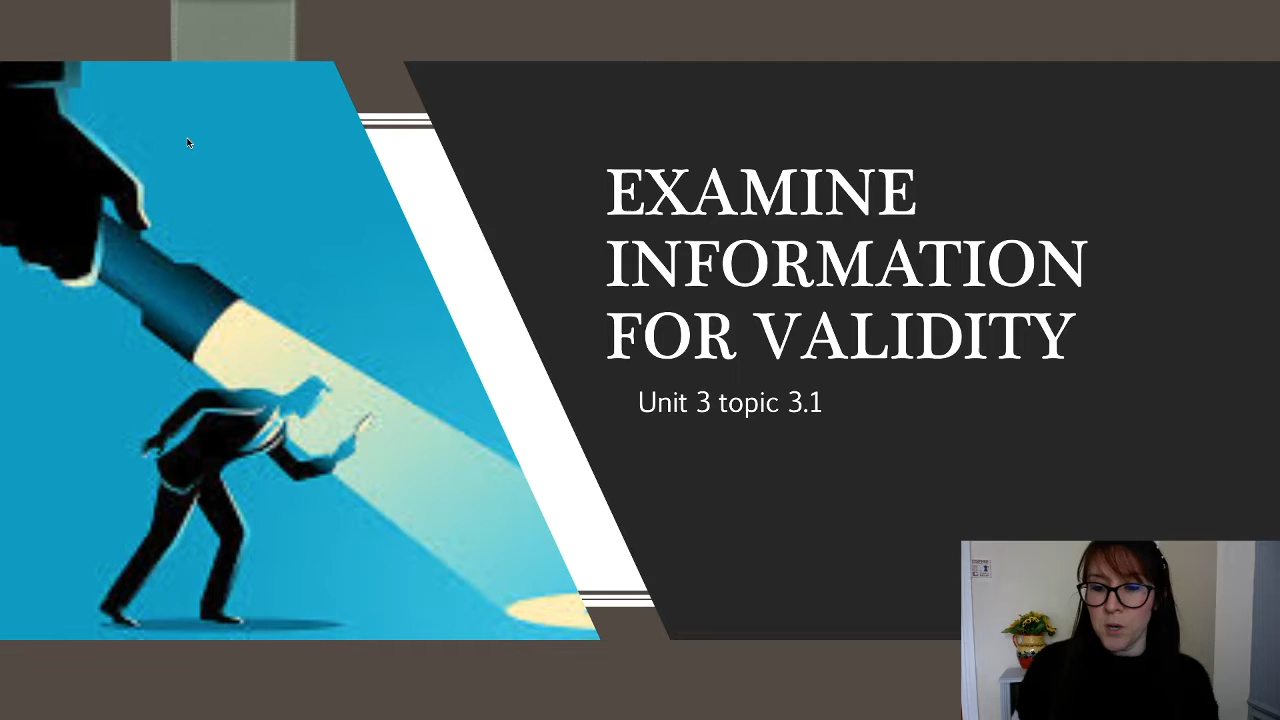 EXAMINE
INFORMATION
FOR VALIDITY
Unit 3 topic 3.1